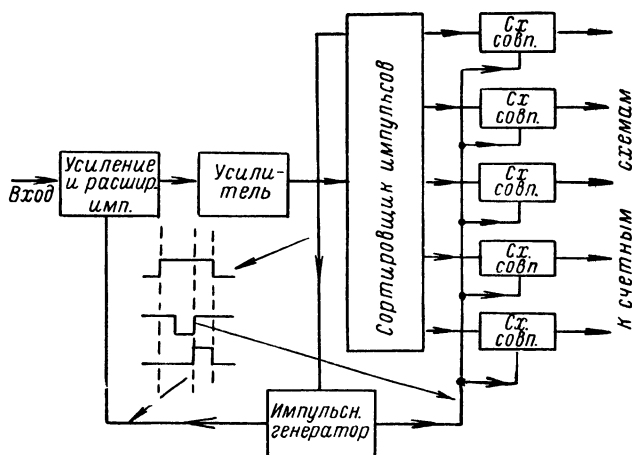 Вход
Усиление
и расшир.
имп.
Усили-
тель
Сортировщик импульсов
Сх
совп.
Сх
совп.
Сх
совп.
Сх.
совп
Сх.
совп.
К счетным схемам
Импульсн.
генератор